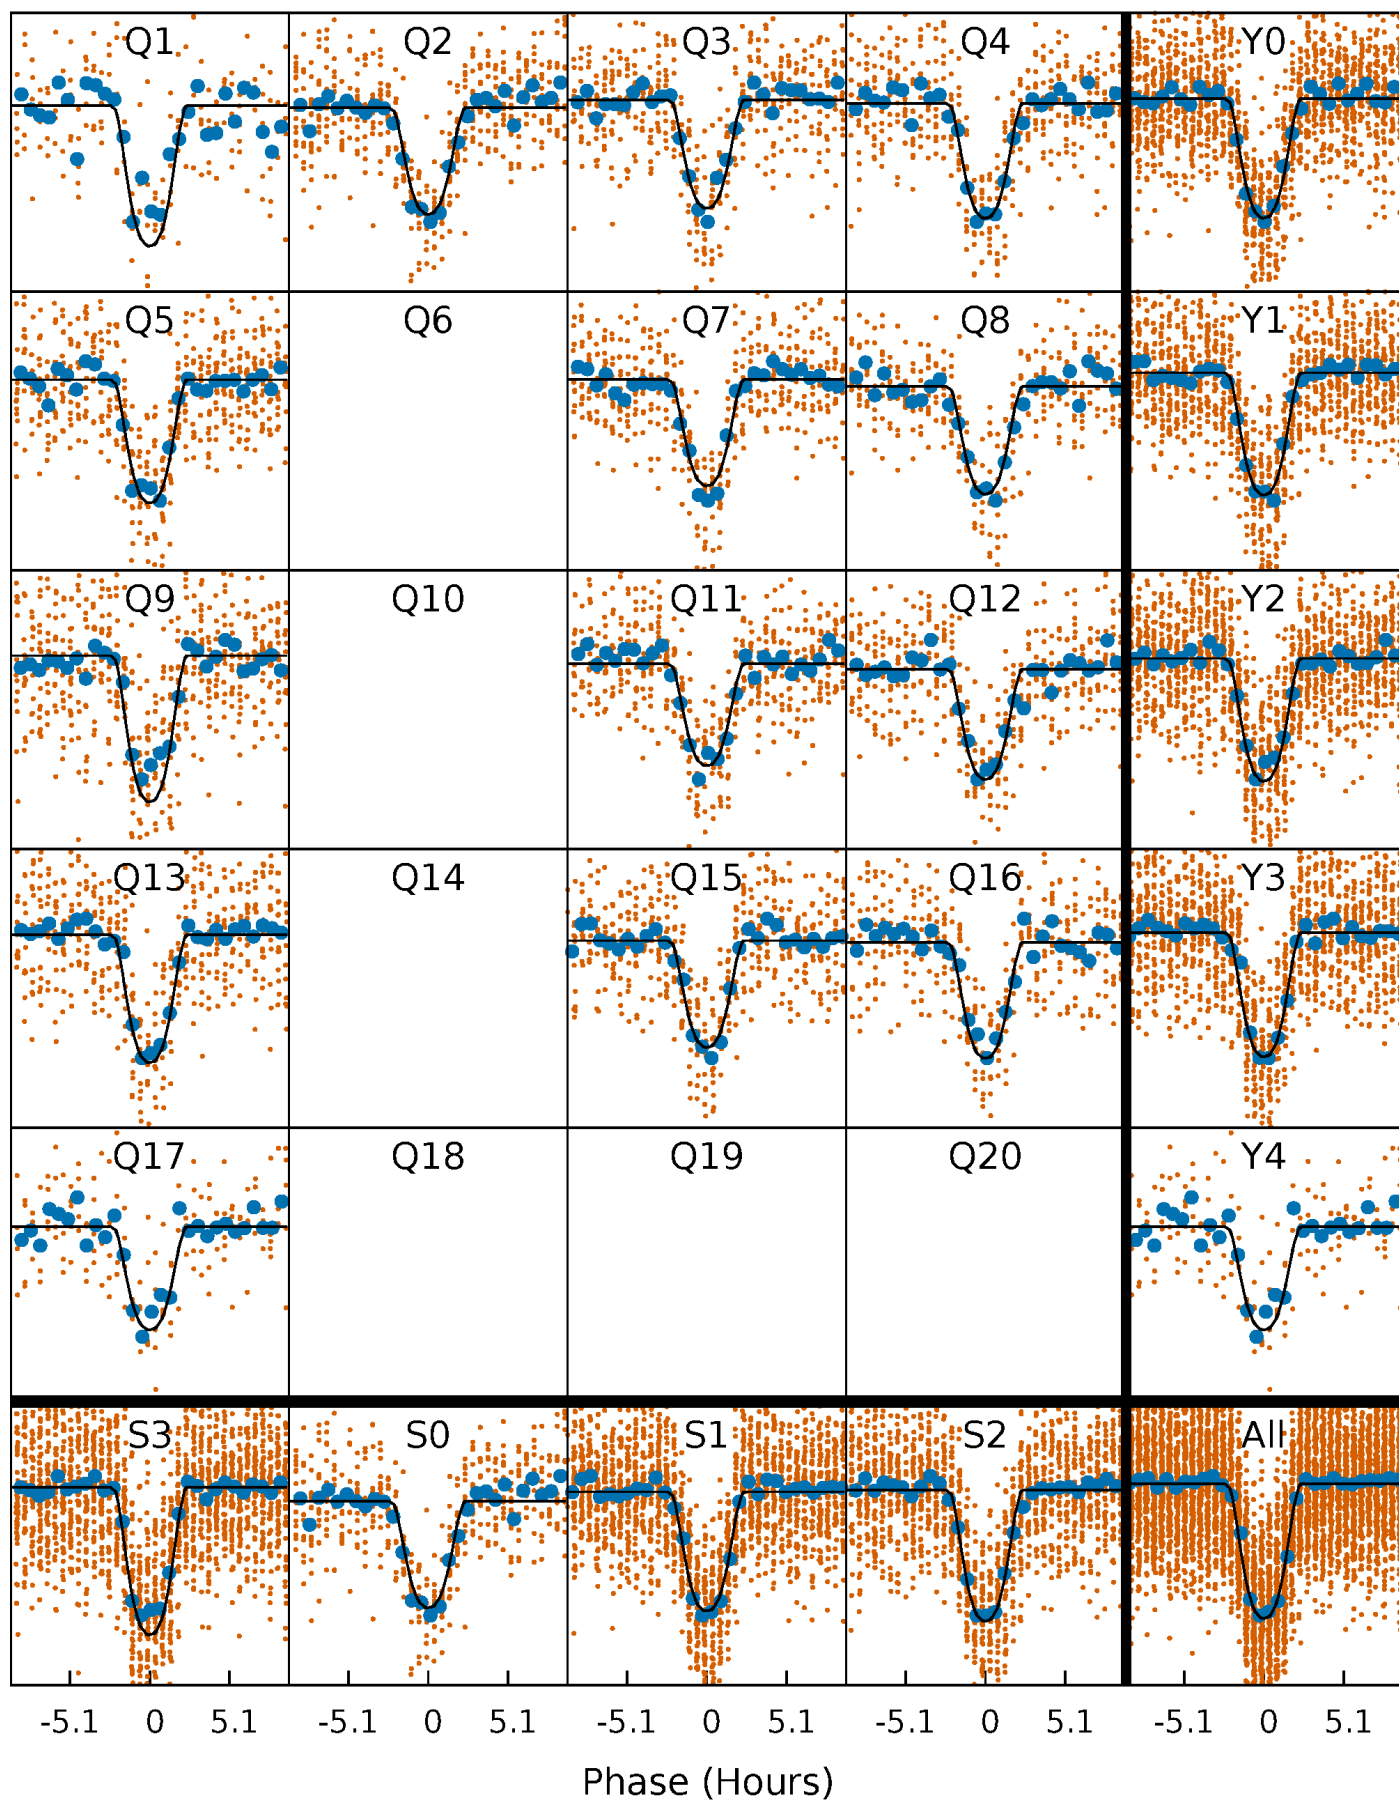 Q1 Q2 Q3 Q4 Y0
Q5 Q6 Q7 Q8 Y1
Q9 Q10 Q11 Q12 Y2
Q13 Q14 Q15 Q16 Y3
Q17 Q18 Q19 Q20 Y4
S3 S0 S1 S2 All
-5.1 0 5.1 -5.1 0 5.1 -5.1 0 5.1 -5.1 0 5.1 -5.1 0 5.1
Phase (Hours)